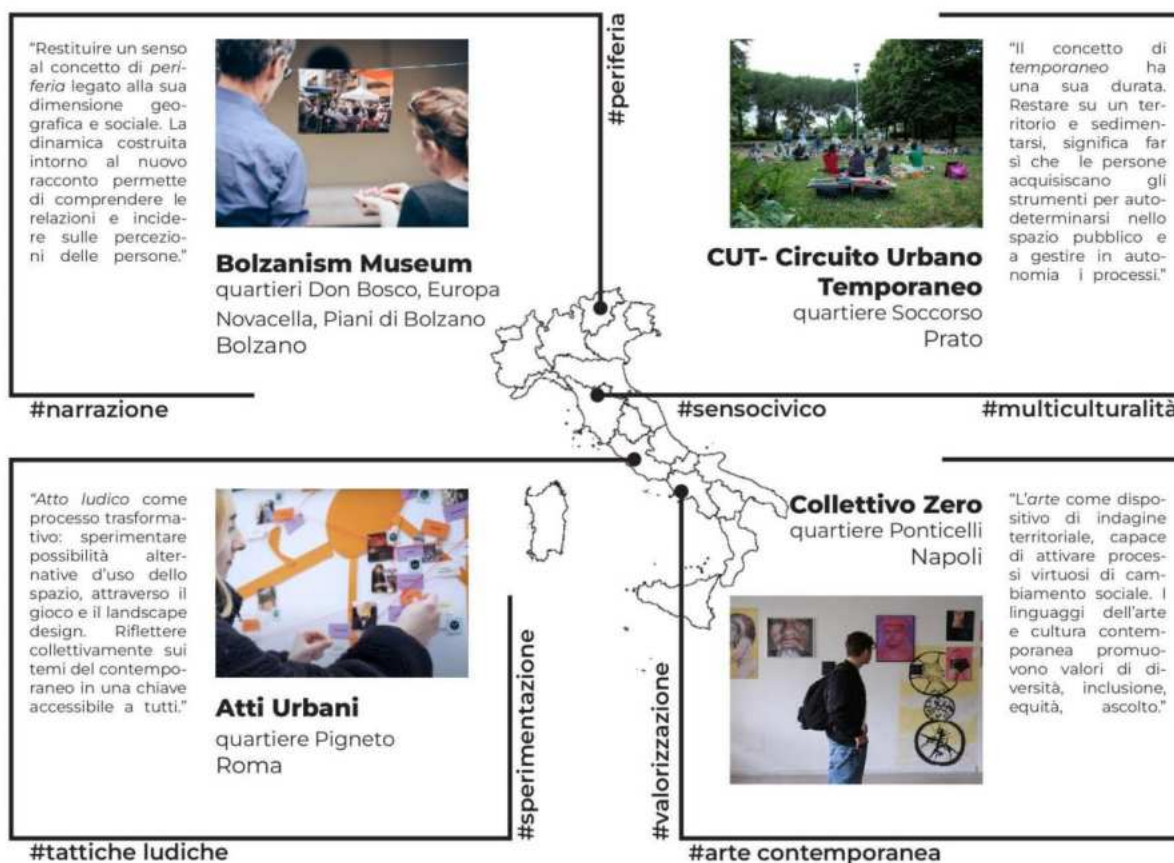 "Restituire un senso
al concetto di peri-
feria legato alla sua
dimensione geo-
grafica e sociale. La
dinamica costruita
intorno al nuovo
racconto permette
di comprendere le
relazioni e incide-
re sulle percezio-
ni delle persone."
Bolzanism Museum
quartieri Don Bosco, Europa
Novacella, Piani di Bolzano
Bolzano
#periferia
#narrazione
CUT- Circuito Urbano
Temporaneo
quartiere Soccorso
Prato
"Il concetto di
temporaneo ha
una sua durata.
Restare su un ter-
ritorio e sedimen-
tarsi, significa far
sì che le persone
acquisiscano gli
strumenti per auto-
determinarsi nello
spazio pubblico e
a gestire in auto-
nomia i processi."
#sensocivico
#multiculturalità
"Atto ludico come
processo trasforma-
tivo: sperimentare
possibilità alter-
native d'uso dello
spazio, attraverso il
gioco e il landscape
design. Riflettere
collettivamente sui
temi del contempo-
raneo in una chiave
accessibile a tutti."
Atti Urbani
quartiere Pigneto
Roma
#sperimentazione
#tattiche ludiche
Collettivo Zero
quartiere Ponticelli
Napoli
"L'arte come dispo-
sitivo di indagine
territoriale, capace
di attivare proces-
si virtuosi di cam-
biamento sociale. I
linguaggi dell'arte
e cultura contem-
poranea promuo-
vono valori di di-
versità, inclusione,
equità, ascolto."
#valorizzazione
#arte contemporanea